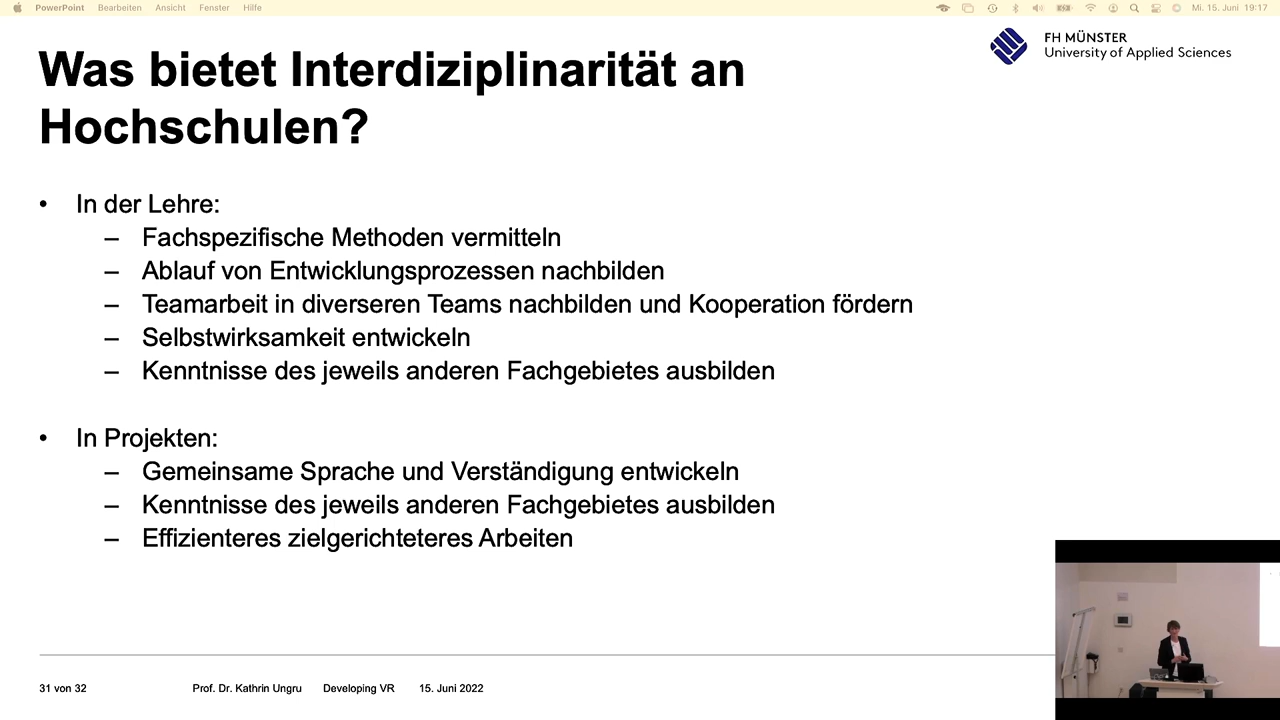 PowerPoint Bearbeiten Ansicht Fenster Hilfe Mi. 15. Juni 19:17
FH MÜNSTER
University of Applied Sciences
Was bietet Interdiziplinarität an
Hochschulen?
• In der Lehre:
– Fachspezifische Methoden vermitteln
– Ablauf von Entwicklungsprozessen nachbilden
– Teamarbeit in diverseren Teams nachbilden und Kooperation fördern
– Selbstwirksamkeit entwickeln
– Kenntnisse des jeweils anderen Fachgebietes ausbilden
• In Projekten:
– Gemeinsame Sprache und Verständigung entwickeln
– Kenntnisse des jeweils anderen Fachgebietes ausbilden
– Effizienteres zielgerichteteres Arbeiten
31 von 32 Prof. Dr. Kathrin Ungru Developing VR 15. Juni 2022